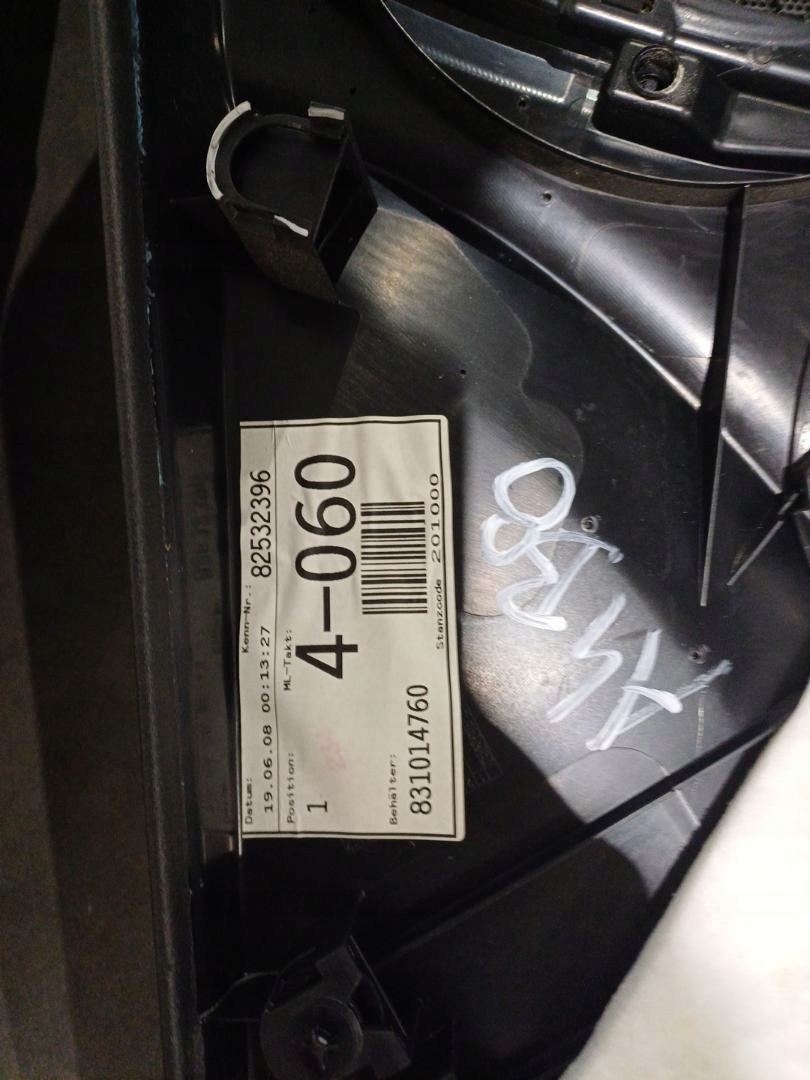 Datum:
19.06.08 00:13:27
Kenn-Nr.:
82532396
Position:
1
ML-Takt:
4-060
Behälter:
831014760
Stanzcode 201000